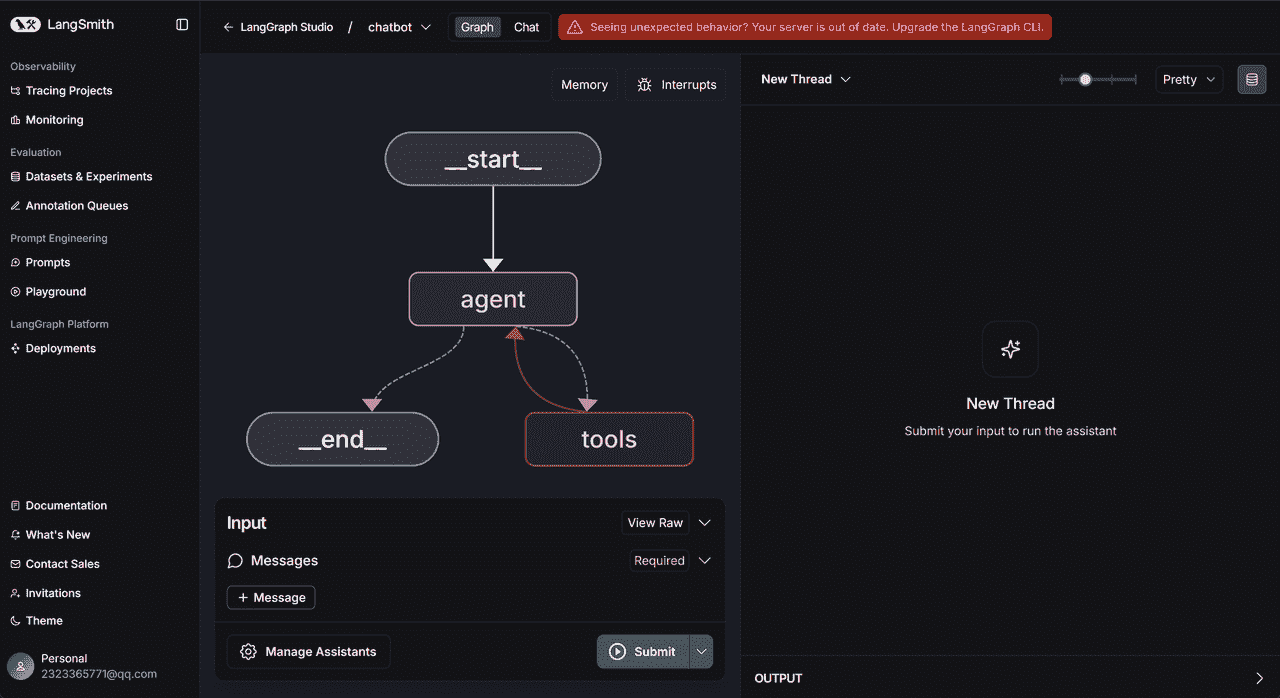 LangSmith
Observability
Tracing Projects
Monitoring
Evaluation
Datasets & Experiments
Annotation Queues
Prompt Engineering
Prompts
Playground
LangGraph Platform
Deployments
Documentation
What's New
Contact Sales
Invitations
Theme
Personal
2323365771@qq.com
LangGraph Studio / chatbot Graph Chat Seeing unexpected behavior? Your server is out of date. Upgrade the LangGraph CLI.
Memory Interrupts
__start__
agent
__end__ tools
Input View Raw
Messages Required
+ Message
Manage Assistants Submit
New Thread Pretty
New Thread
Submit your input to run the assistant
OUTPUT